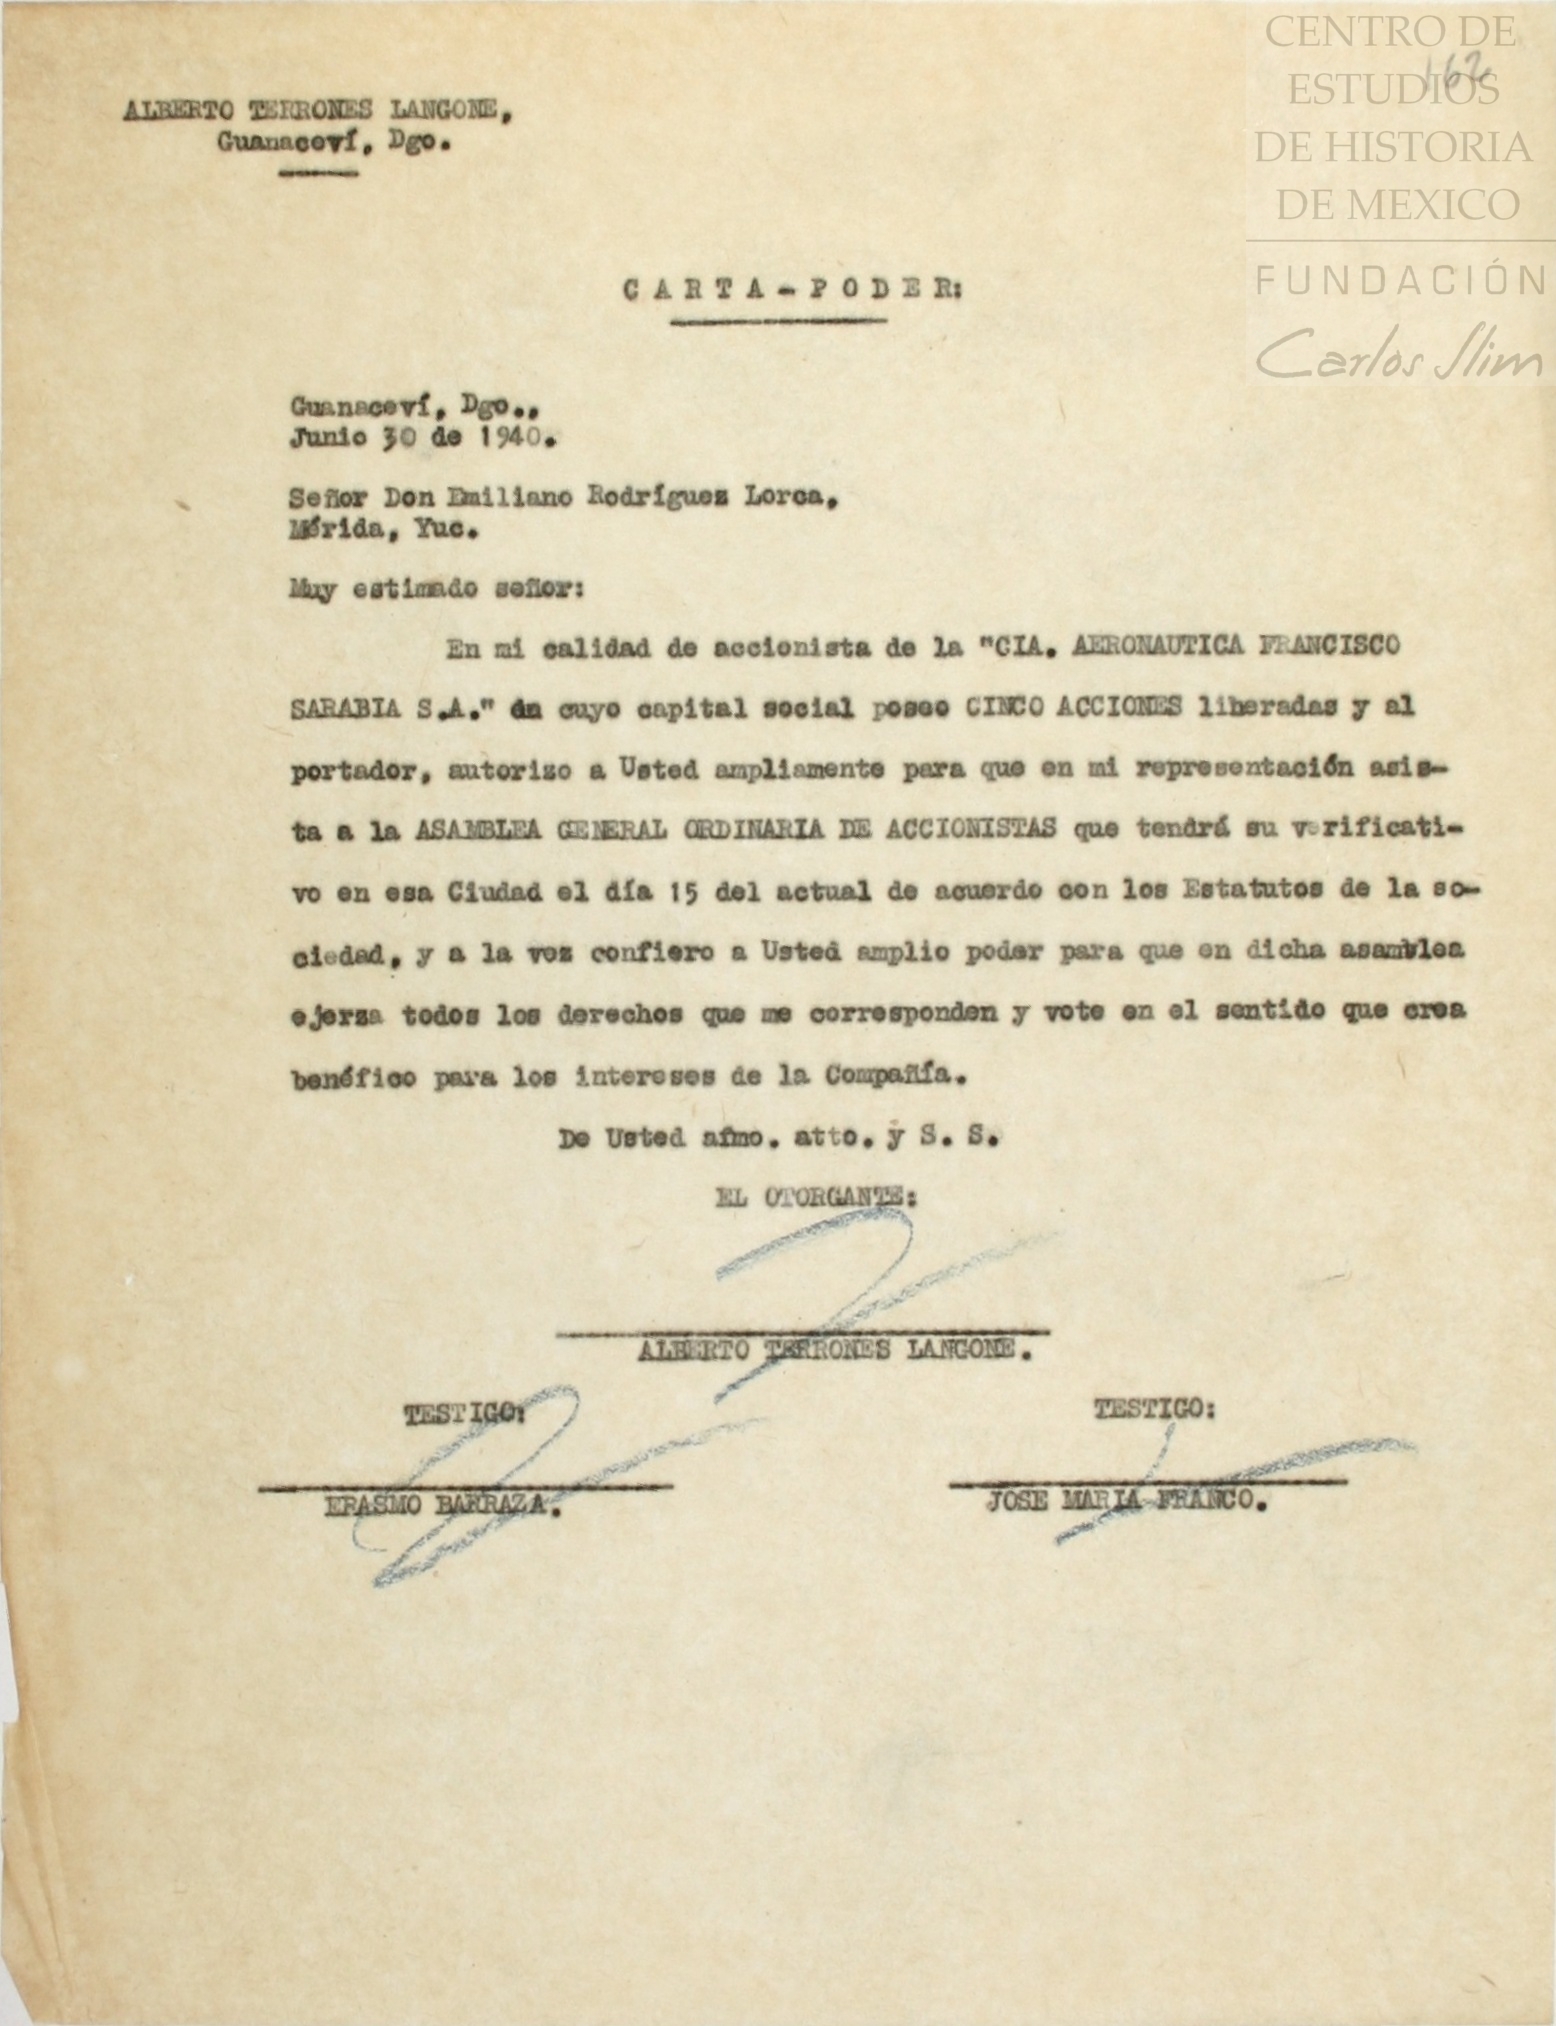 CENTRO DE
ESTUDIOS
DE HISTORIA
DE MEXICO
FUNDACIÓN
Carlos Slim
162
ALBERTO TERRONES LANGONE,
Guanaceví, Dgo.
CARTA-PODER:
Guanaceví, Dgo.,
Junio 30 de 1940.
Señor Don Emiliano Rodríguez Lorca,
Mérida, Yuc.
Muy estimado señor:
En mi calidad de accionista de la "CIA. AERONAUTICA FRANCISCO
SARABIA S.A." en cuyo capital social poseo CINCO ACCIONES liberadas y al
portador, autorizo a Usted ampliamente para que en mi representación asis-
ta a la ASAMBLEA GENERAL ORDINARIA DE ACCIONISTAS que tendrá su verificati-
vo en esa Ciudad el día 15 del actual de acuerdo con los Estatutos de la so-
ciedad, y a la vez confiero a Usted amplio poder para que en dicha asamblea
ejerza todos los derechos que me corresponden y vote en el sentido que crea
benéfico para los intereses de la Compañía.
De Usted afmo. atto. y S. S.
EL OTORGANTE:
ALBERTO TERRONES LANGONE.
TESTIGO: TESTIGO:
ERASMO BARRAZA. JOSE MARIA FRANCO.